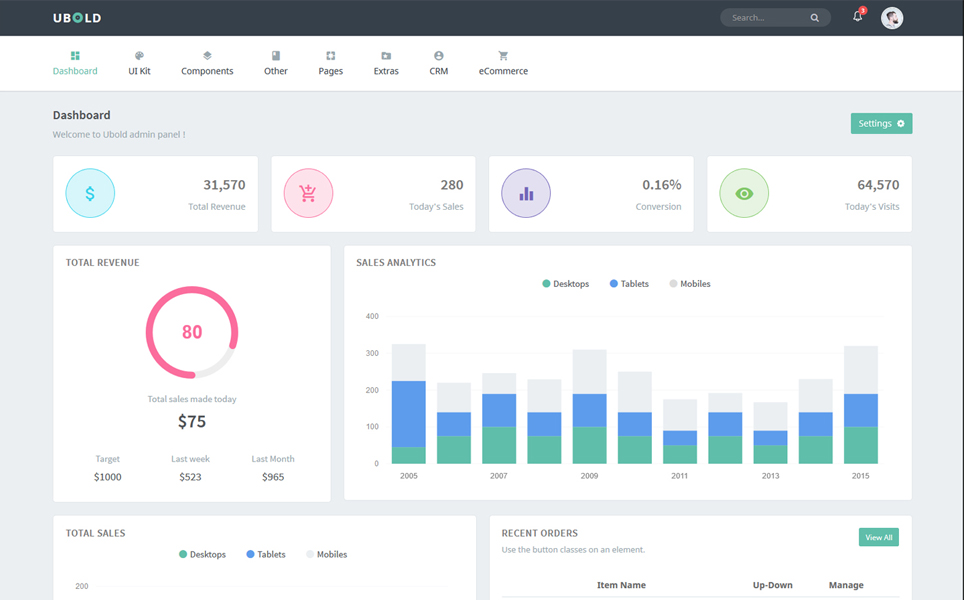 UBOLD
Search...
5
Dashboard
UI Kit
Components
Other
Pages
Extras
CRM
eCommerce
Dashboard
Welcome to Ubold admin panel !
Settings
31,570
Total Revenue
280
Today's Sales
0.16%
Conversion
64,570
Today's Visits
TOTAL REVENUE
80
Total sales made today
$75
Target
Last week
Last Month
$1000
$523
$965
SALES ANALYTICS
Desktops
Tablets
Mobiles
400
300
200
100
0
2005
2007
2009
2011
2013
2015
TOTAL SALES
Desktops
Tablets
Mobiles
200
RECENT ORDERS
Use the button classes on an element.
View All
Item Name
Up-Down
Manage